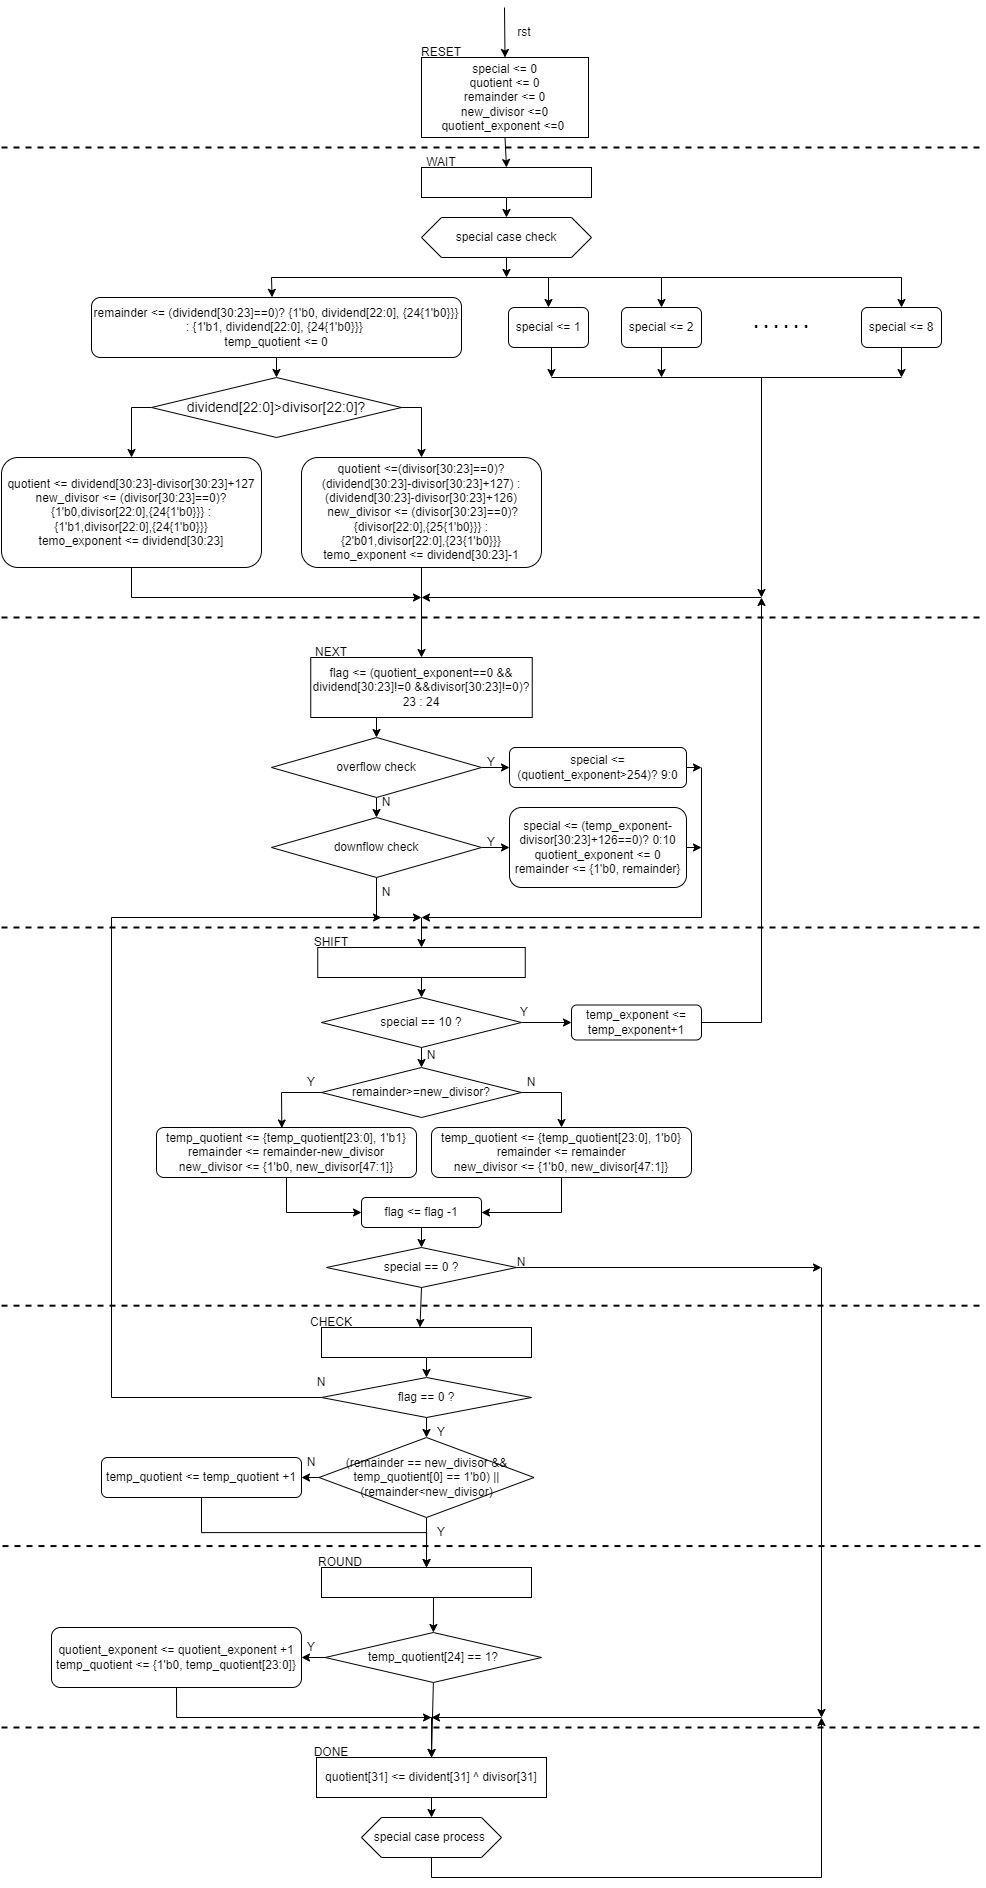 rst
RESET
special <= 0
quotient <= 0
remainder <= 0
new_divisor <=0
quotient_exponent <=0
WAIT
special case check
remainder <= (dividend[30:23]==0)? {1'b0, dividend[22:0], {24{1'b0}}}
: {1'b1, dividend[22:0], {24{1'b0}}}
temp_quotient <= 0
special <= 1
special <= 2
......
special <= 8
dividend[22:0]>divisor[22:0]?
quotient <= dividend[30:23]-divisor[30:23]+127
new_divisor <= (divisor[30:23]==0)?
{1'b0,divisor[22:0],{24{1'b0}}} :
{1'b1,divisor[22:0],{24{1'b0}}}
temo_exponent <= dividend[30:23]
quotient <=(divisor[30:23]==0)?
(dividend[30:23]-divisor[30:23]+127) :
(dividend[30:23]-divisor[30:23]+126)
new_divisor <= (divisor[30:23]==0)?
{divisor[22:0],{25{1'b0}}} :
{2'b01,divisor[22:0],{23{1'b0}}}
temo_exponent <= dividend[30:23]-1
NEXT
flag <= (quotient_exponent==0 &&
dividend[30:23]!=0 &&divisor[30:23]!=0)?
23 : 24
overflow check
Y
special <=
(quotient_exponent>254)? 9:0
N
downflow check
Y
special <= (temp_exponent-
divisor[30:23]+126==0)? 0:10
quotient_exponent <= 0
remainder <= {1'b0, remainder}
N
SHIFT
special == 10 ?
Y
temp_exponent <=
temp_exponent+1
N
remainder>=new_divisor?
Y
N
temp_quotient <= {temp_quotient[23:0], 1'b1}
remainder <= remainder-new_divisor
new_divisor <= {1'b0, new_divisor[47:1]}
temp_quotient <= {temp_quotient[23:0], 1'b0}
remainder <= remainder
new_divisor <= {1'b0, new_divisor[47:1]}
flag <= flag -1
special == 0 ?
N
CHECK
N
flag == 0 ?
Y
(remainder == new_divisor &&
temp_quotient[0] == 1'b0) ||
(remainder<new_divisor)
N
temp_quotient <= temp_quotient +1
Y
ROUND
temp_quotient[24] == 1?
Y
quotient_exponent <= quotient_exponent +1
temp_quotient <= {1'b0, temp_quotient[23:0]}
DONE
quotient[31] <= divident[31] ^ divisor[31]
special case process